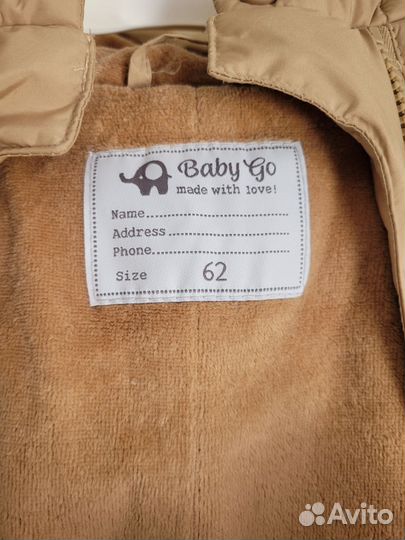 Baby Go
made with love!
Name..............................
Address........................
Phone...........................
Size 62
Avito